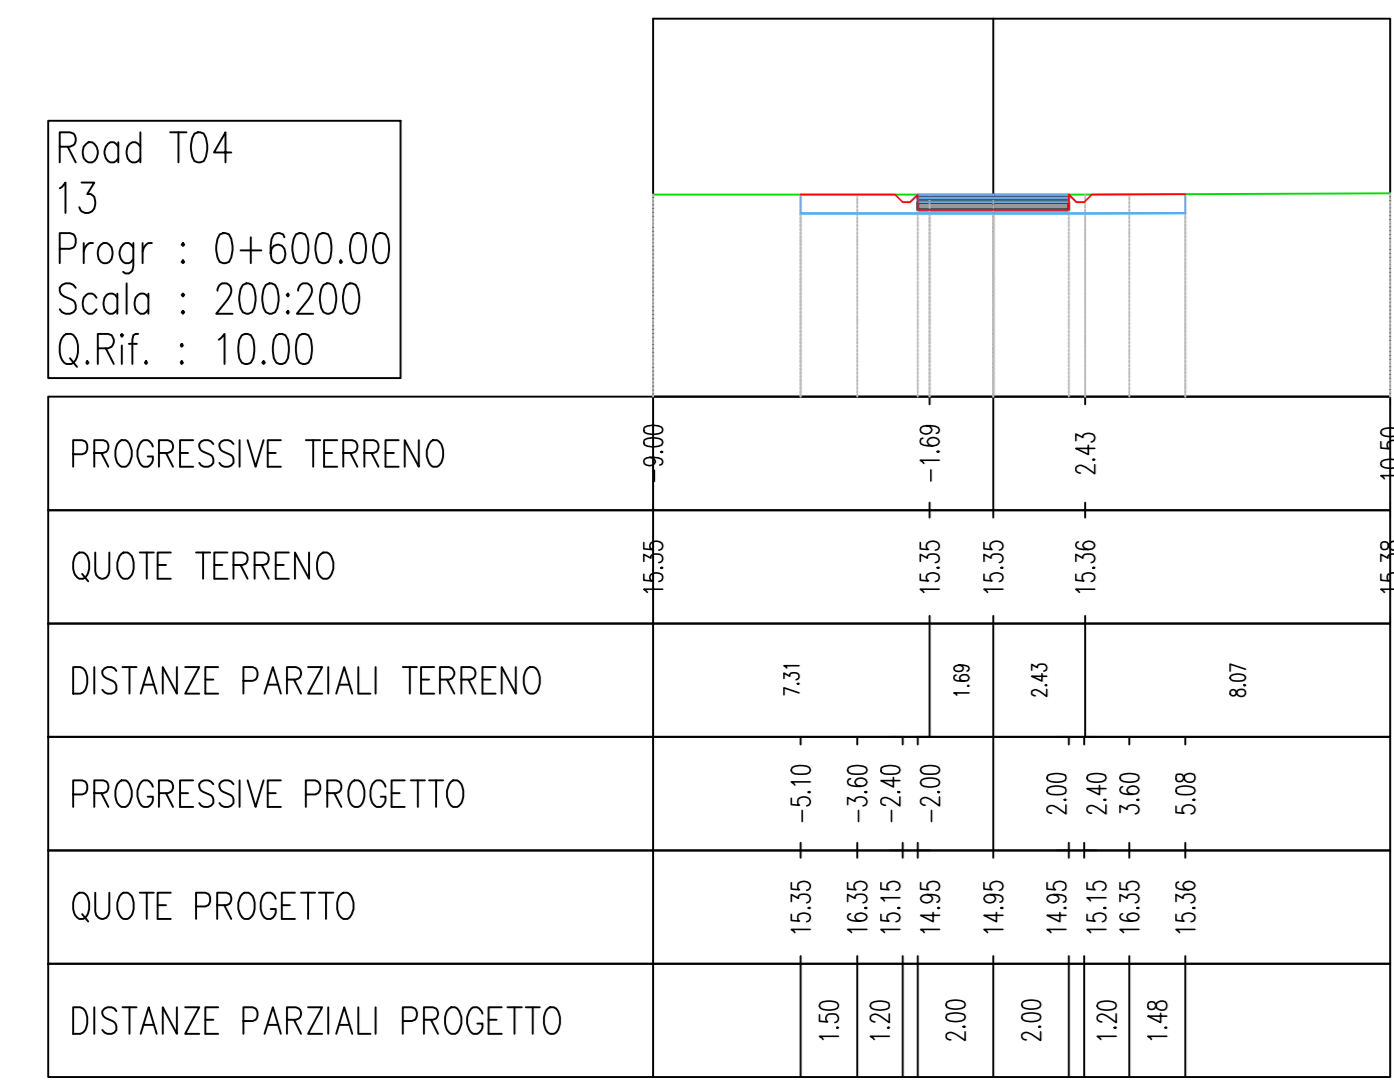 Road T04
13
Progr : 0+600.00
Scala : 200:200
Q.Rif. : 10.00
PROGRESSIVE TERRENO -9.00 -1.69 2.43 10.50
QUOTE TERRENO 15.35 15.35 15.35 15.36 15.38
DISTANZE PARZIALI TERRENO 7.31 1.69 2.43 8.07
PROGRESSIVE PROGETTO -5.10 -3.60 -2.40 -2.00 2.00 2.40 3.60 5.08
QUOTE PROGETTO 15.35 16.35 15.15 14.95 14.95 14.95 15.15 16.35 15.36
DISTANZE PARZIALI PROGETTO 1.50 1.20 2.00 2.00 1.20 1.48